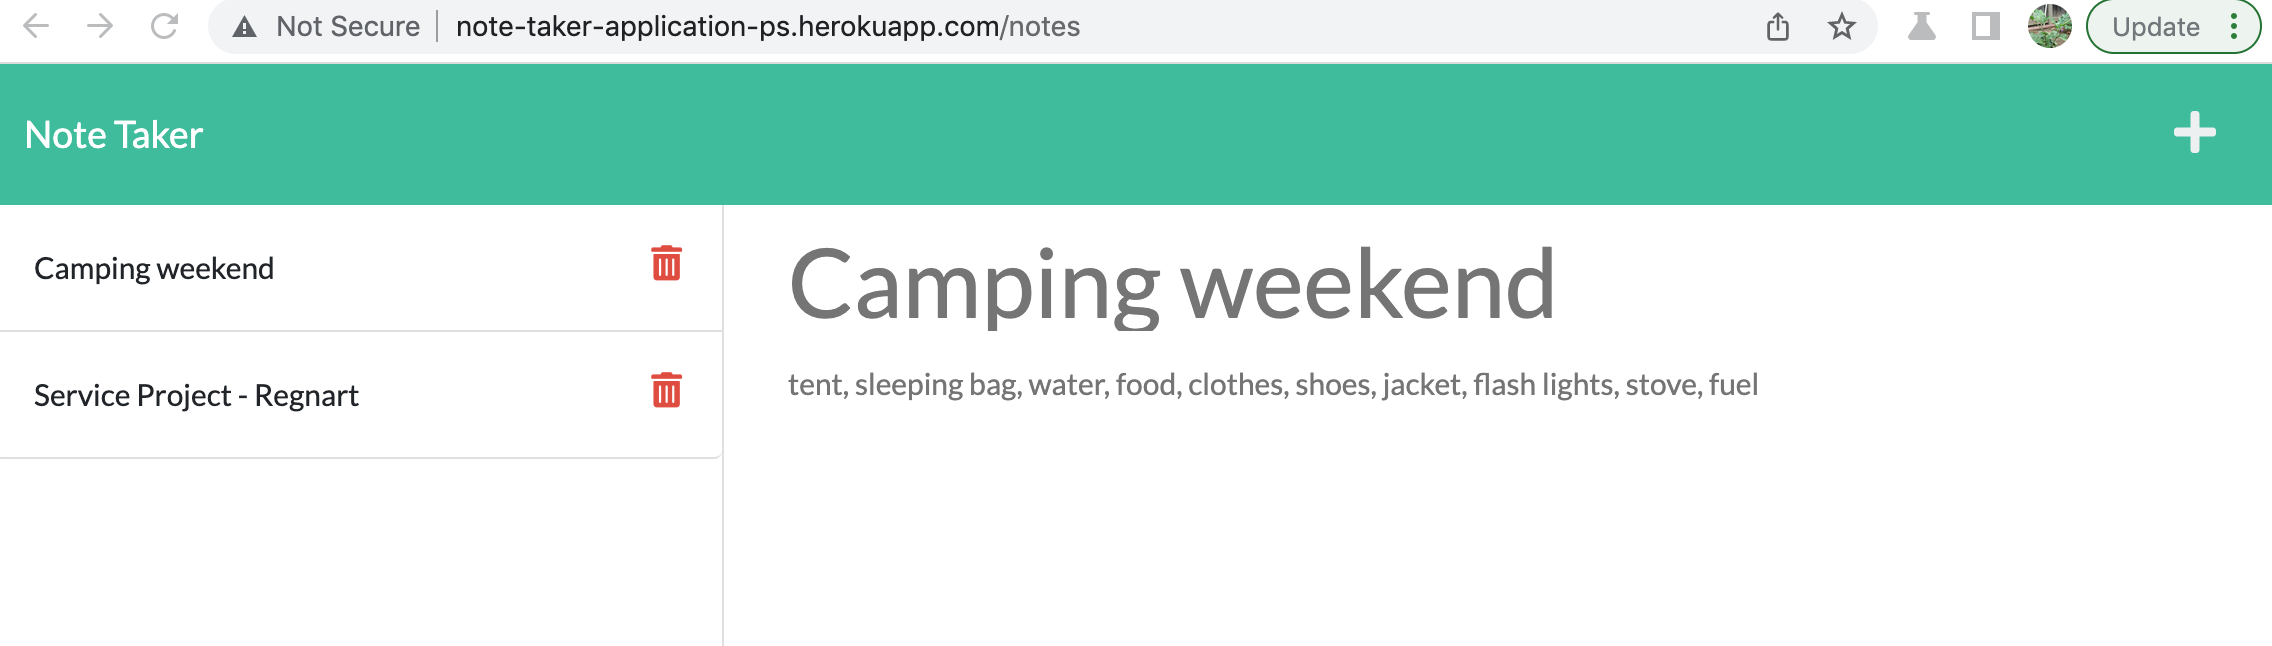 Not Secure note-taker-application-ps.herokuapp.com/notes Update
Note Taker
Camping weekend
Service Project - Regnart
Camping weekend
tent, sleeping bag, water, food, clothes, shoes, jacket, flash lights, stove, fuel